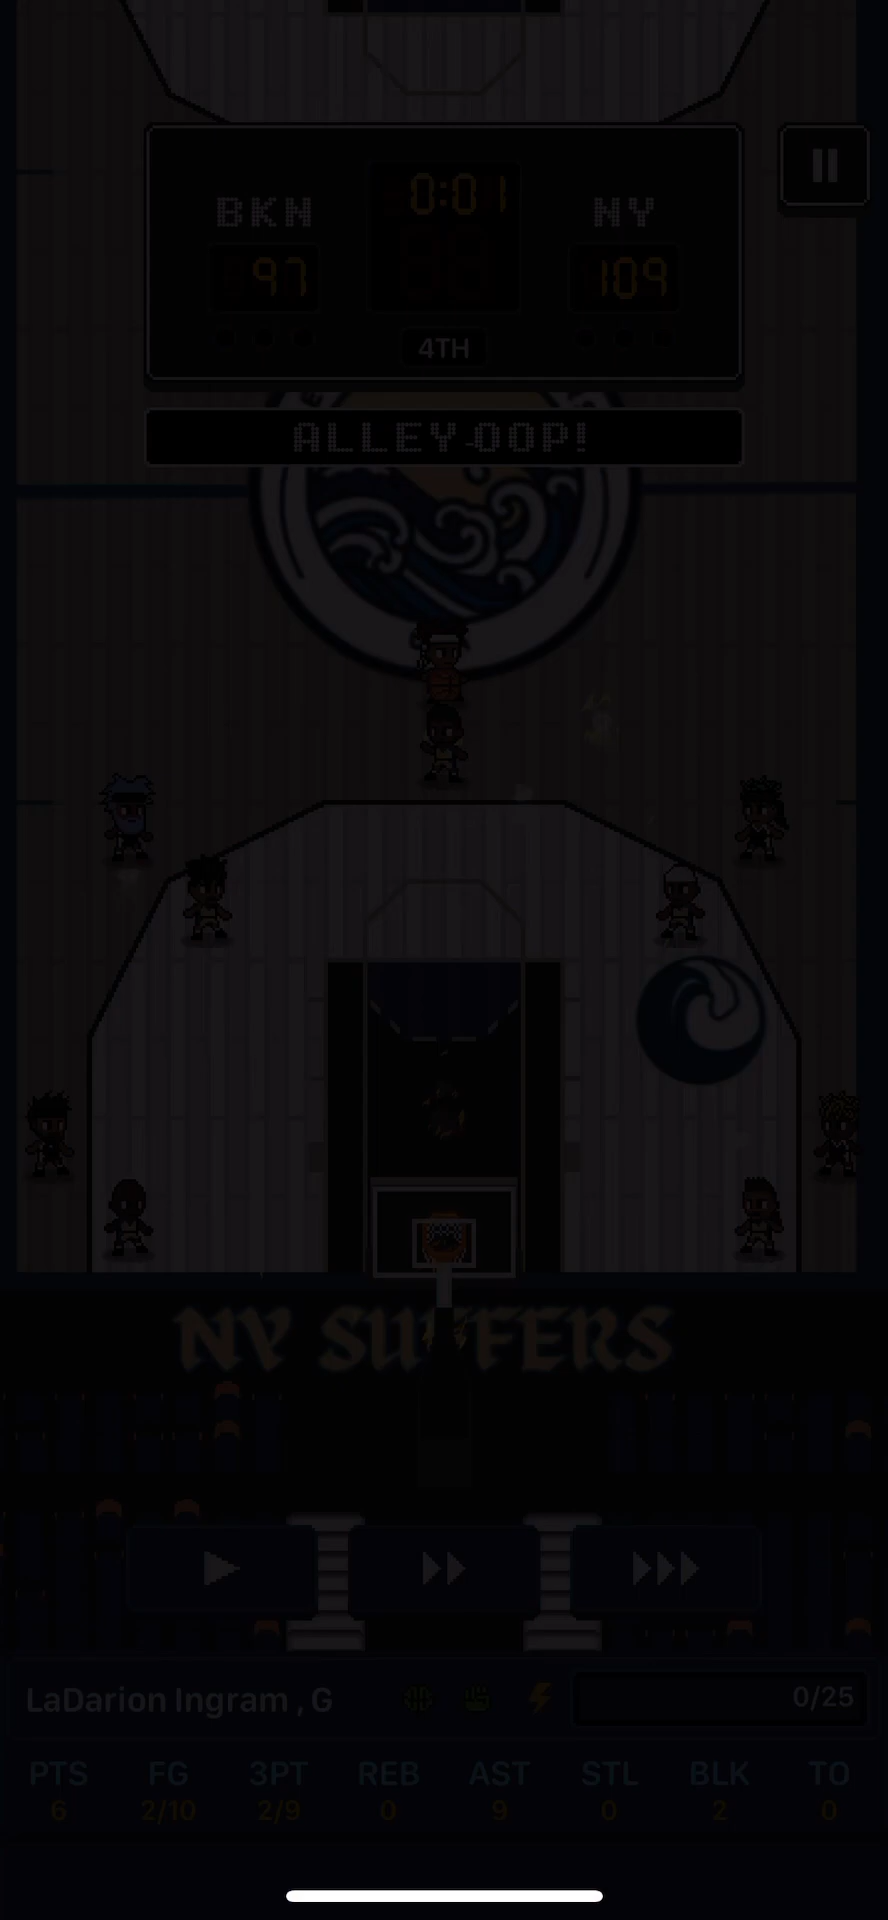 BKN
0:01
NY
97
109
4TH
ALLEY-OOP!
NY SURFERS
LaDarion Ingram , G
0/25
PTS FG 3PT REB AST STL BLK TO
6 2/10 2/9 0 9 0 2 0